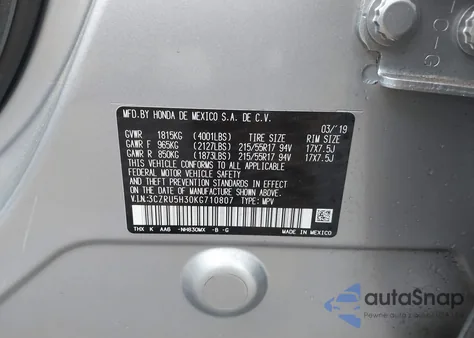 MFD.BY HONDA DE MEXICO S.A. DE C.V.
03/'19
GVWR 1815KG (4001LBS) TIRE SIZE RIM SIZE
GAWR F 965KG (2127LBS) 215/55R17 94V 17X7.5J
GAWR R 850KG (1873LBS) 215/55R17 94V 17X7.5J
THIS VEHICLE CONFORMS TO ALL APPLICABLE
FEDERAL MOTOR VEHICLE SAFETY AND THEFT
PREVENTION STANDARDS IN EFFECT ON THE
DATE OF MANUFACTURE SHOWN ABOVE.
V.I.N:3CZRU5H30KG710807 TYPE: MPV
THX K AA6 -NH830MX -B -G
MADE IN MEXICO
-O-G
autoSnap